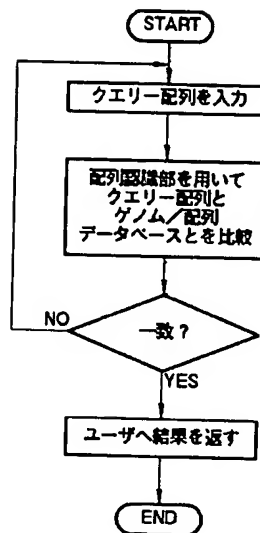 START
クエリー配列を入力
配列認識部を用いて
クエリー配列と
ゲノム／配列
データベースとを比較
NO
一致？
YES
ユーザへ結果を返す
END